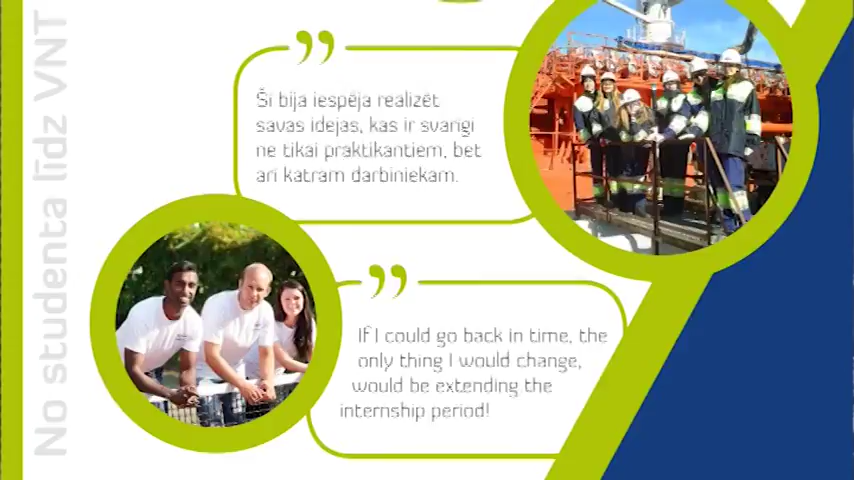 No studenta līdz VNT
Šī bija iespēja realizēt
savas idejas, kas ir svarīgi
ne tikai praktikantiem, bet
arī katram darbiniekam.
If I could go back in time, the
only thing I would change,
would be extending the
internship period!